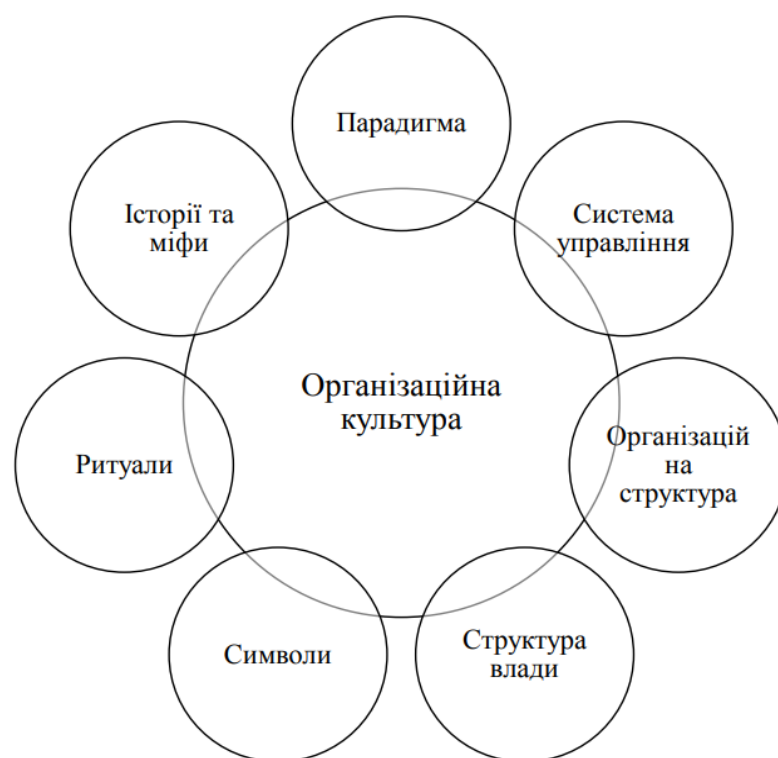 Парадигма
Система
управління
Організацій
на
структура
Структура
влади
Символи
Ритуали
Історії та
міфи
Організаційна
культура